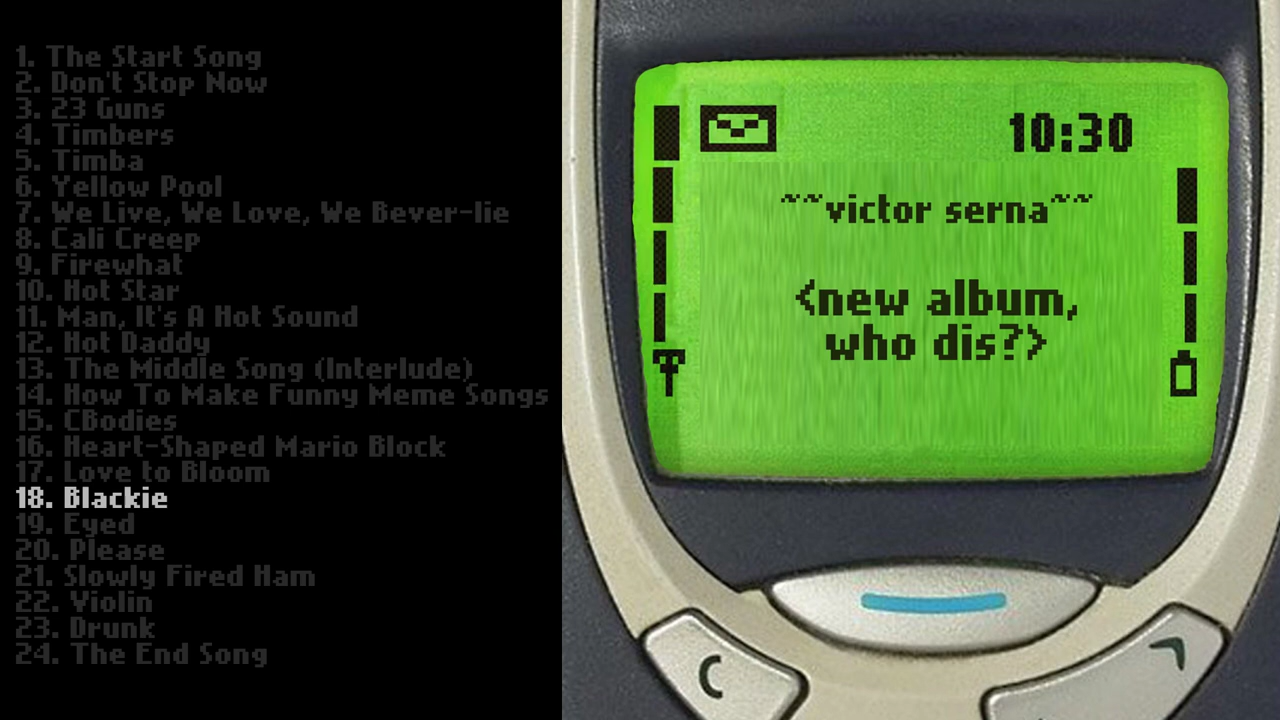 1. The Start Song
2. Don't Stop Now
3. 23 Guns
4. Timbers
5. Timba
6. Yellow Pool
7. We Live, We Love, We Bever-lie
8. Cali Creep
9. Firewhat
10. Hot Star
11. Man, It's A Hot Sound
12. Hot Daddy
13. The Middle Song (Interlude)
14. How To Make Funny Meme Songs
15. CBodies
16. Heart-Shaped Mario Block
17. Love to Bloom
18. Blackie
19. Eyed
20. Please
21. Slowly Fired Ham
22. Violin
23. Drunk
24. The End Song
10:30
~~victor serna~~
<new album,
who dis?>
C